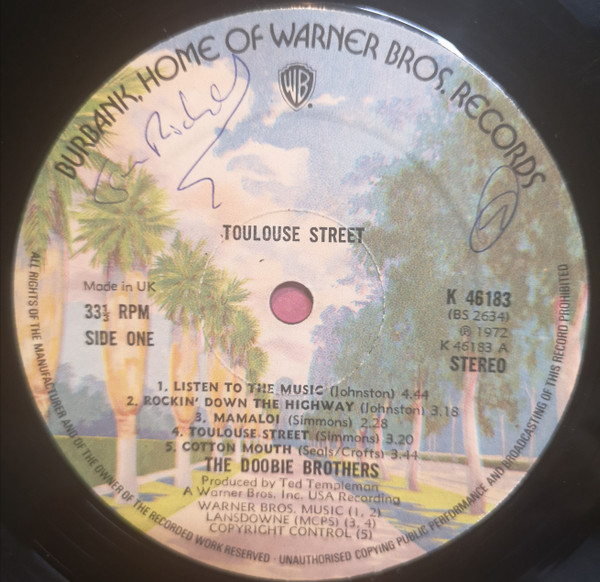 BURBANK, HOME OF WARNER BROS. RECORDS
WB
TOULOUSE STREET
Made in UK
33⅓ RPM
SIDE ONE
K 46183
(BS 2634)
℗ 1972
K 46183 A
STEREO
1. LISTEN TO THE MUSIC (Johnston) 4.44
2. ROCKIN' DOWN THE HIGHWAY (Johnston) 3.18
3. MAMALOI (Simmons) 2.28
4. TOULOUSE STREET (Simmons) 3.20
5. COTTON MOUTH (Seals/Crofts) 3.44
THE DOOBIE BROTHERS
Produced by Ted Templeman
A Warner Bros. Inc. USA Recording
WARNER BROS. MUSIC (1, 2)
LANSDOWNE (MCPS) (3, 4)
COPYRIGHT CONTROL (5)
ALL RIGHTS OF THE MANUFACTURER AND OF THE OWNER OF THE RECORDED WORK RESERVED · UNAUTHORISED COPYING PUBLIC PERFORMANCE AND BROADCASTING OF THIS RECORD PROHIBITED